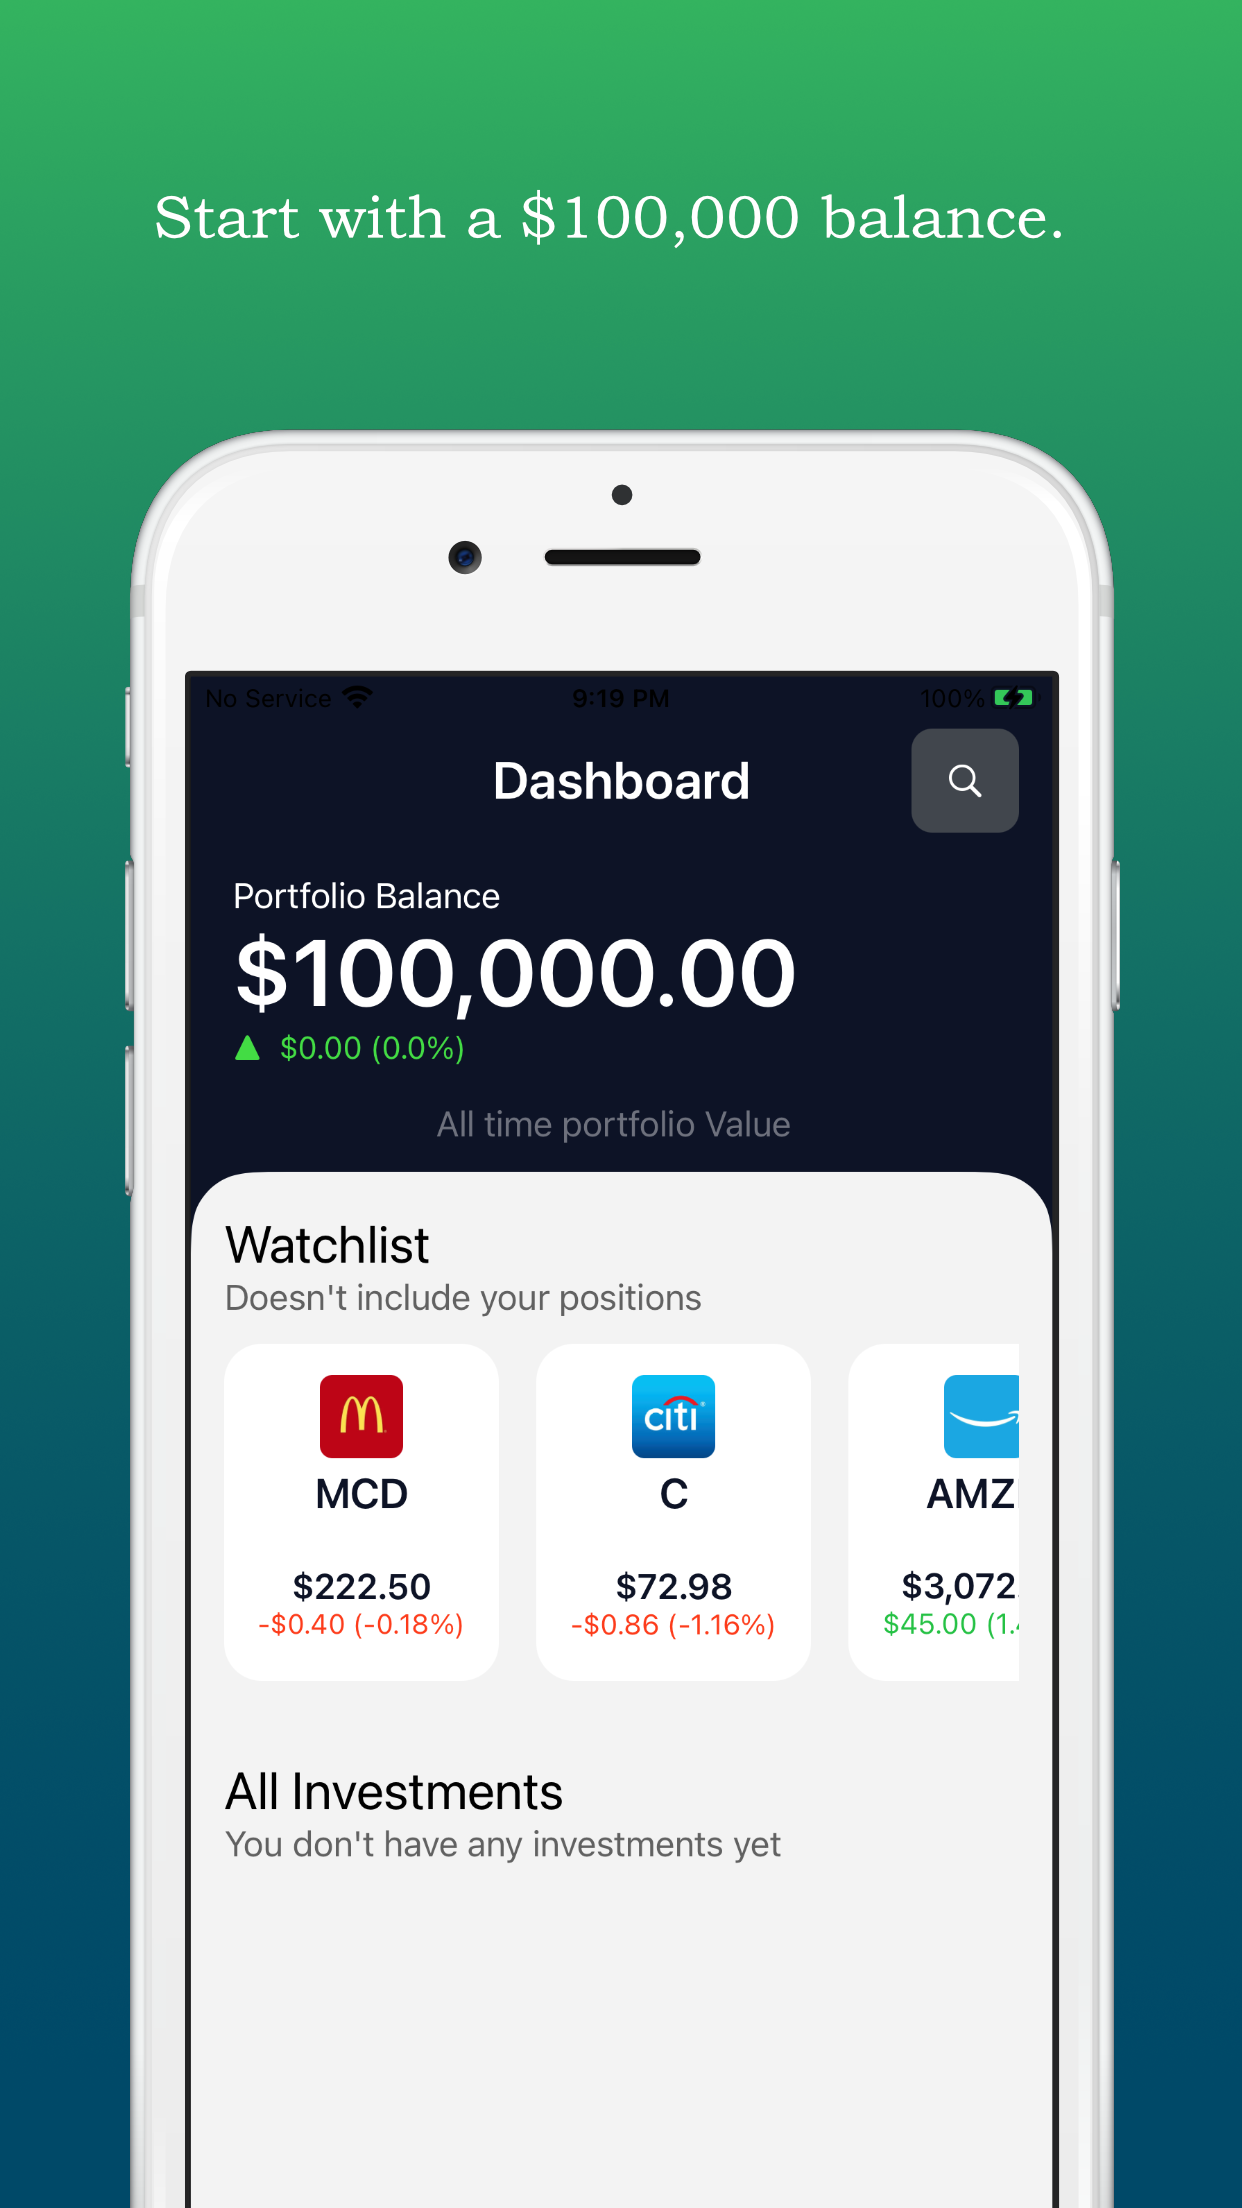 Start with a $100,000 balance.
No Service 9:19 PM 100%
Dashboard
Portfolio Balance
$100,000.00
$0.00 (0.0%)
All time portfolio Value
Watchlist
Doesn't include your positions
citi
MCD C AMZ
$222.50 $72.98 $3,072.
-$0.40 (-0.18%) -$0.86 (-1.16%) $45.00 (1.
All Investments
You don't have any investments yet